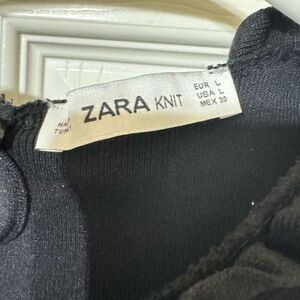 ZARA KNIT
EUR L
USA L
MEX 30